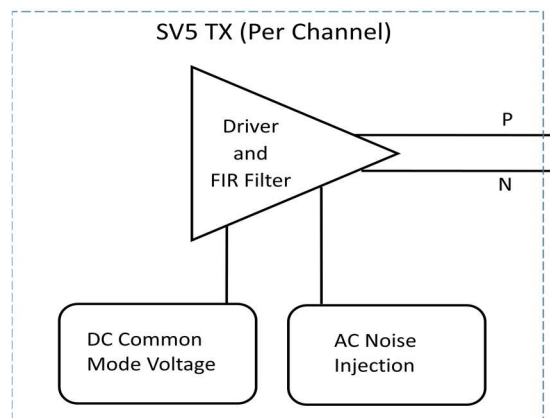 SV5 TX (Per Channel)
Driver
and
FIR Filter
P
N
DC Common
Mode Voltage
AC Noise
Injection